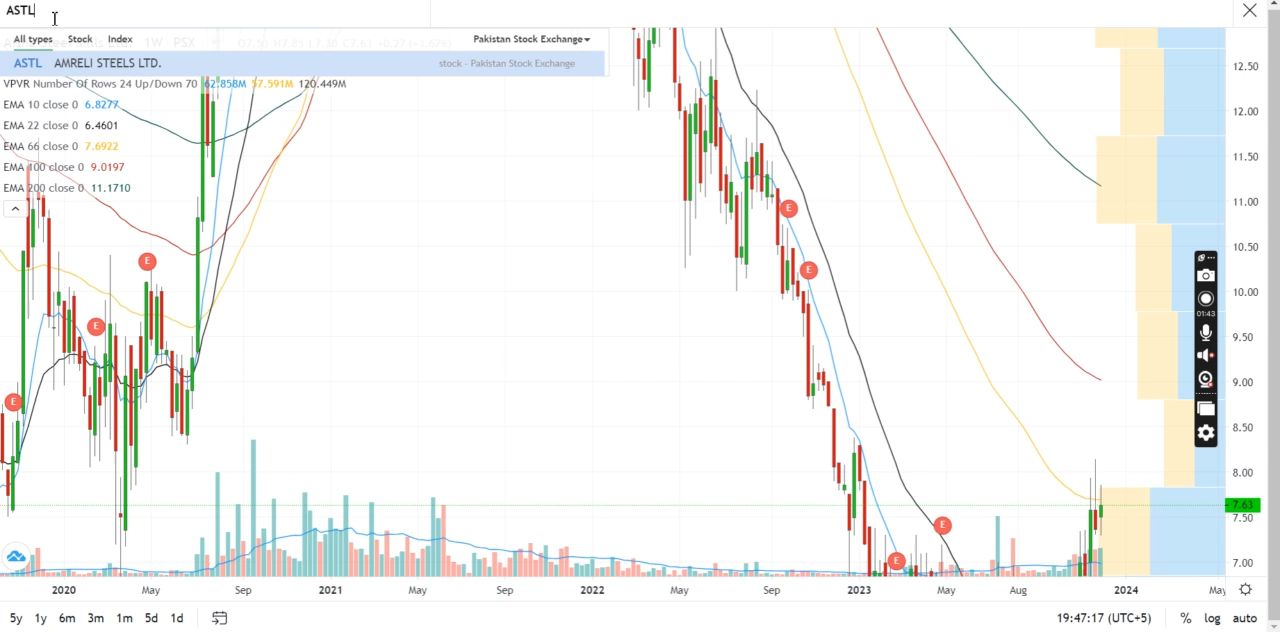 ASTL
All types Stock Index Pakistan Stock Exchange
ASTL AMRELI STEELS LTD. stock - Pakistan Stock Exchange
VPVR Number Of Rows 24 Up/Down 70 62.858M 57.591M 120.449M
EMA 10 close 0 6.8277
EMA 22 close 0 6.4601
EMA 66 close 0 7.6922
EMA 100 close 0 9.0197
EMA 200 close 0 11.1710
E
E
E
E
E
E
E
12.50
12.00
11.50
11.00
10.50
10.00
9.50
9.00
8.50
8.00
7.63
7.50
7.00
01:43
2020 May Sep 2021 May Sep 2022 May Sep 2023 May Aug 2024 May
5y 1y 6m 3m 1m 5d 1d 19:47:17 (UTC+5) % log auto